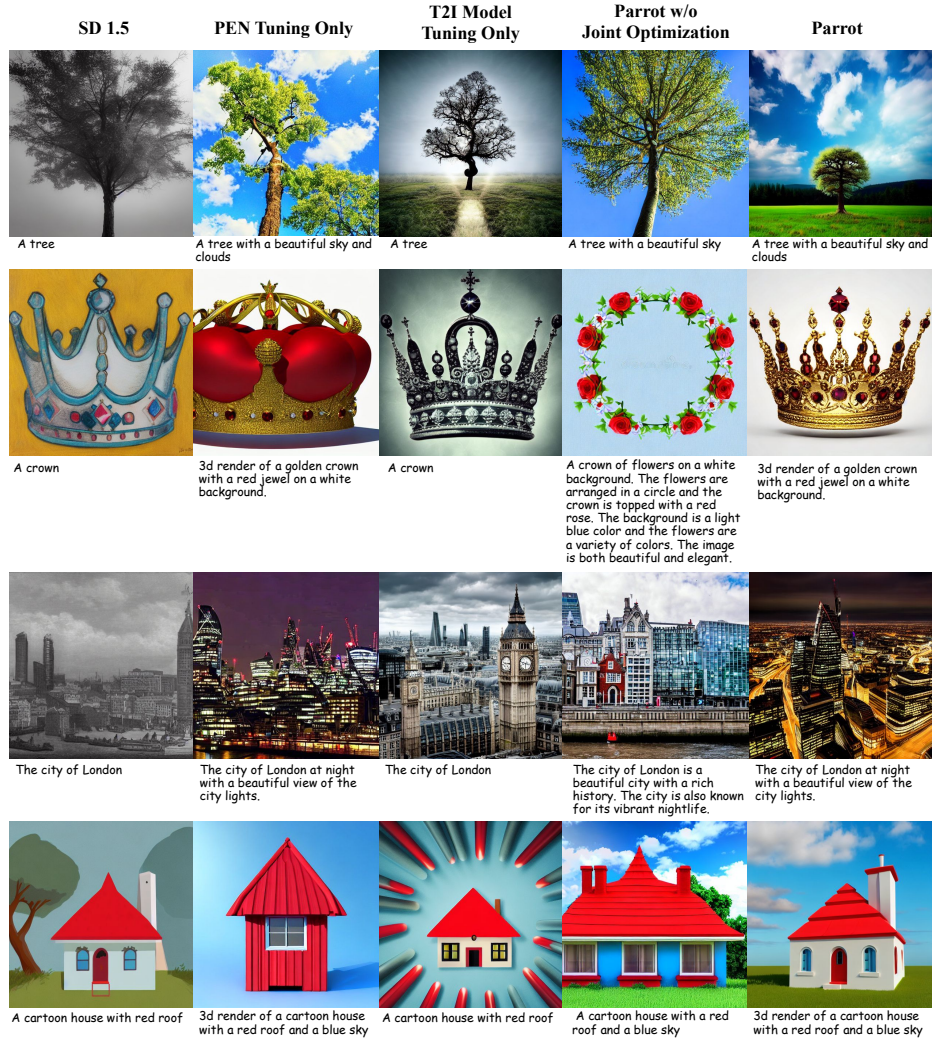 SD 1.5
PEN Tuning Only
T2I Model
Tuning Only
Parrot w/o
Joint Optimization
Parrot
A tree
A tree with a beautiful sky and
clouds
A tree
A tree with a beautiful sky
A tree with a beautiful sky and
clouds
A crown
3d render of a golden crown
with a red jewel on a white
background.
A crown
A crown of flowers on a white
background. The flowers are
arranged in a circle and the
crown is topped with a red
rose. The background is a light
blue color and the flowers are
a variety of colors. The image
is both beautiful and elegant.
3d render of a golden crown
with a red jewel on a white
background.
The city of London
The city of London at night
with a beautiful view of the
city lights.
The city of London
The city of London is a
beautiful city with a rich
history. The city is also known
for its vibrant nightlife.
The city of London at night
with a beautiful view of the
city lights.
A cartoon house with red roof
3d render of a cartoon house
with a red roof and a blue sky
A cartoon house with red roof
A cartoon house with a red
roof and a blue sky
3d render of a cartoon house
with a red roof and a blue sky